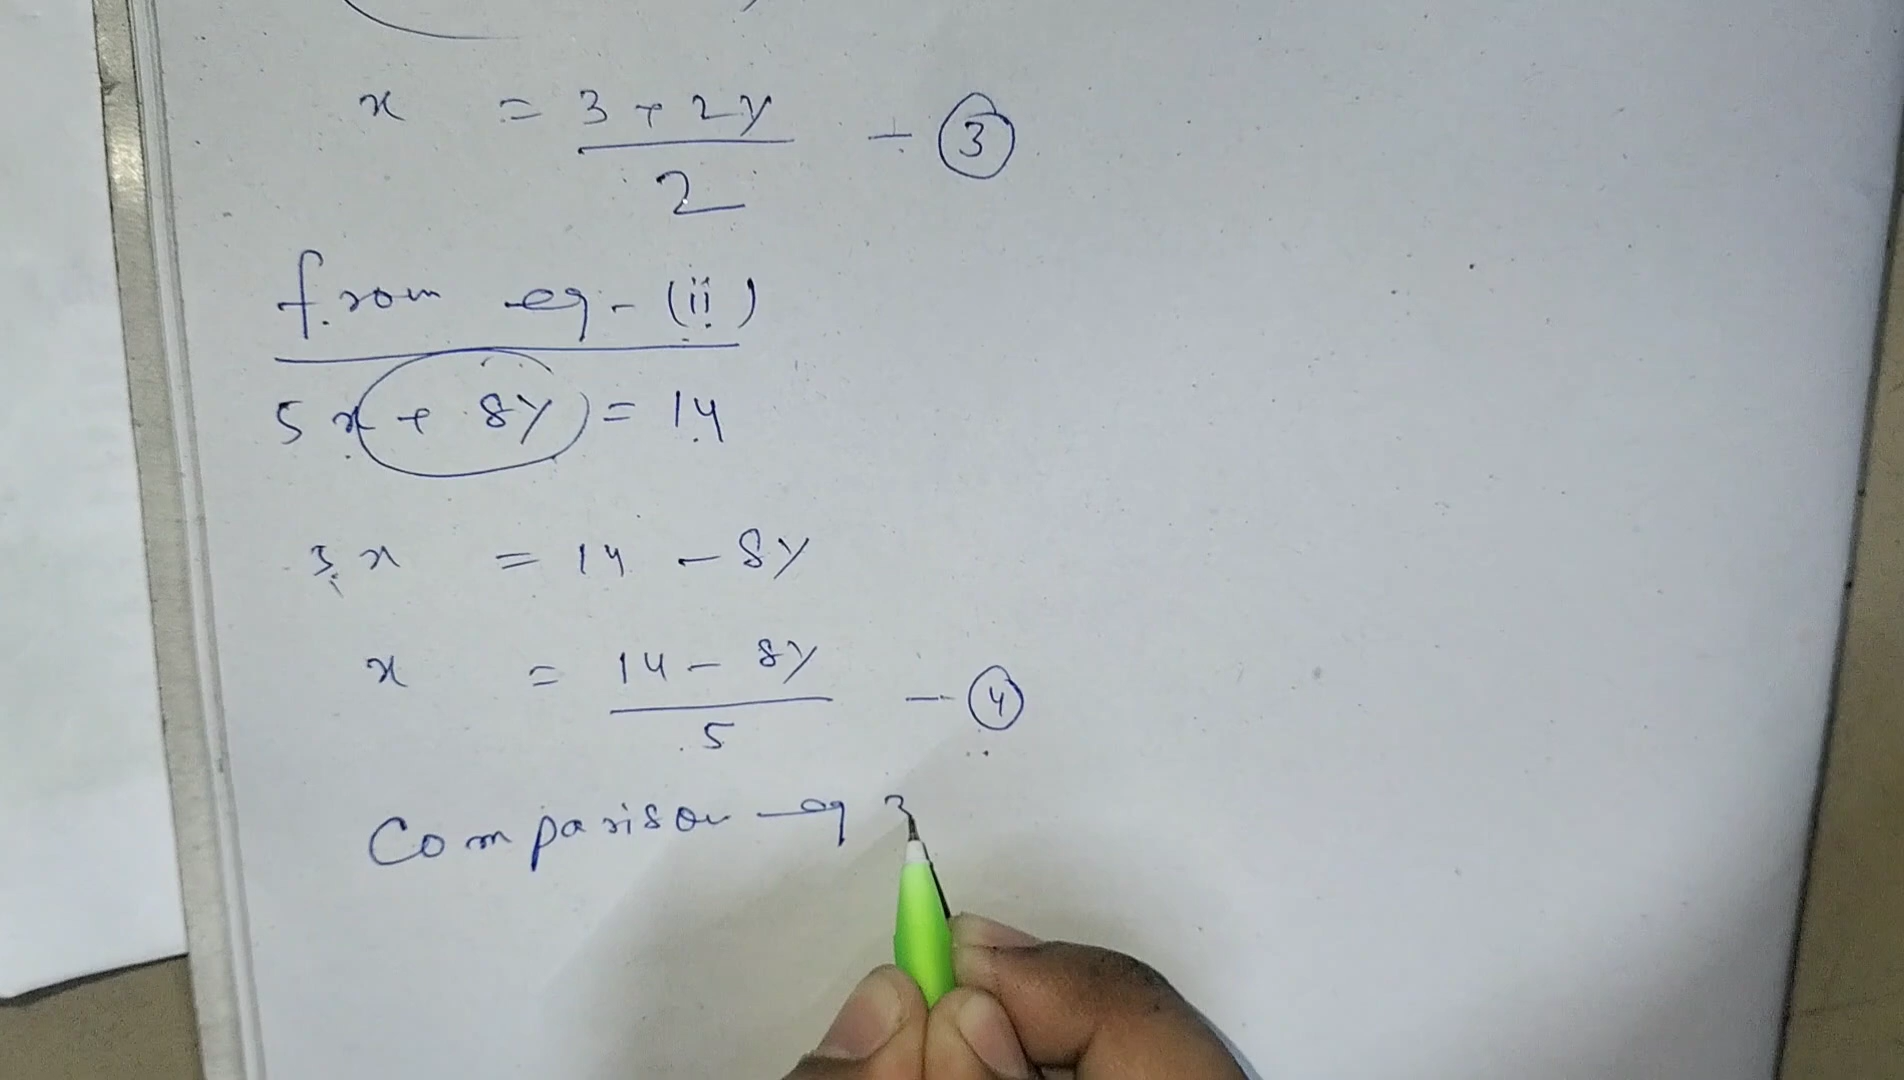 x = 3 + 2y / 2 — ③
from eq - (ii)
5x + 8y = 14
5x = 14 - 8y
x = 14 - 8y / 5 — ④
Comparison eq 3